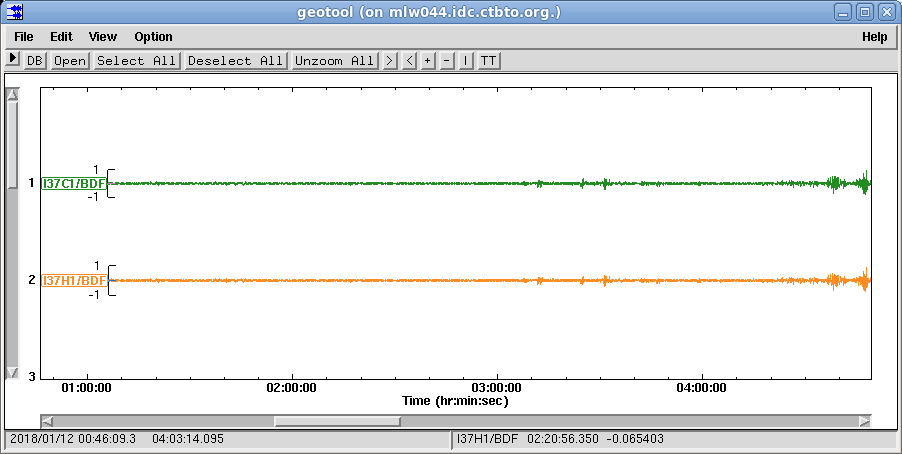 geotool (on mlw044.idc.ctbto.org.)
File Edit View Option Help
DB Open Select All Deselect All Unzoom All > < + - | TT
1
1 I37C1/BDF
-1
1
2 I37H1/BDF
-1
3
01:00:00 02:00:00 03:00:00 04:00:00
Time (hr:min:sec)
2018/01/12 00:46:09.3 04:03:14.095 I37H1/BDF 02:20:56.350 -0.065403